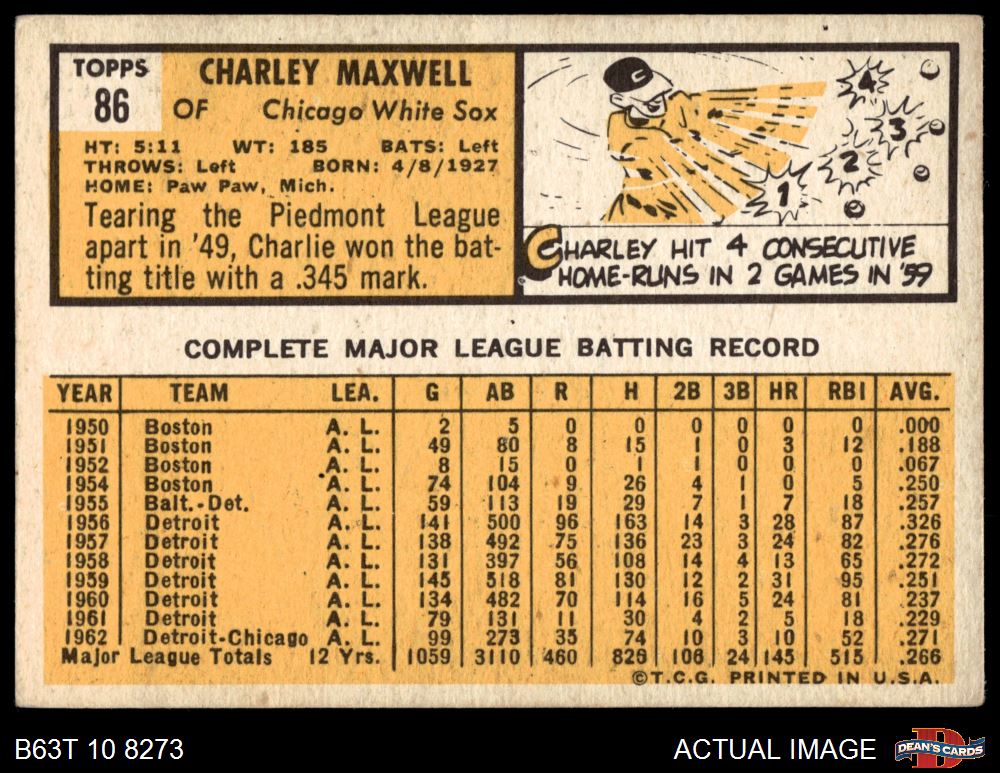 TOPPS
86
CHARLEY MAXWELL
OF Chicago White Sox
HT: 5:11 WT: 185 BATS: Left
THROWS: Left BORN: 4/8/1927
HOME: Paw Paw, Mich.
Tearing the Piedmont League
apart in '49, Charlie won the bat-
ting title with a .345 mark.
C
1
2
3
4
CHARLEY HIT 4 CONSECUTIVE
HOME-RUNS IN 2 GAMES IN '59
COMPLETE MAJOR LEAGUE BATTING RECORD
YEAR TEAM LEA. G AB R H 2B 3B HR RBI AVG.
1950 Boston A. L. 2 5 0 0 0 0 0 0 .000
1951 Boston A. L. 49 80 8 15 1 0 3 12 .188
1952 Boston A. L. 8 15 0 1 1 0 0 0 .067
1954 Boston A. L. 74 104 9 26 4 1 0 5 .250
1955 Balt.-Det. A. L. 59 113 19 29 7 1 7 18 .257
1956 Detroit A. L. 141 500 96 163 14 3 28 87 .326
1957 Detroit A. L. 138 492 75 136 23 3 24 82 .276
1958 Detroit A. L. 131 397 56 108 14 4 13 65 .272
1959 Detroit A. L. 145 518 81 130 12 2 31 95 .251
1960 Detroit A. L. 134 482 70 114 16 5 24 81 .237
1961 Detroit A. L. 79 131 11 30 4 2 5 18 .229
1962 Detroit-Chicago A. L. 99 273 35 74 10 3 10 52 .271
Major League Totals 12 Yrs. 1059 3110 460 826 106 24 145 515 .266
©T.C.G. PRINTED IN U.S.A.
B63T 10 8273
ACTUAL IMAGE
D
DEAN'S CARDS